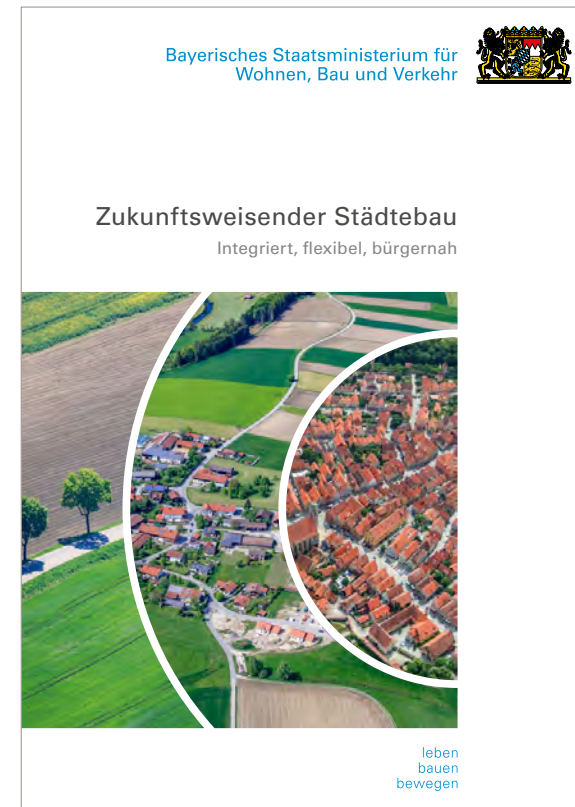 Bayerisches Staatsministerium für
Wohnen, Bau und Verkehr
Zukunftsweisender Städtebau
Integriert, flexibel, bürgernah
leben
bauen
bewegen